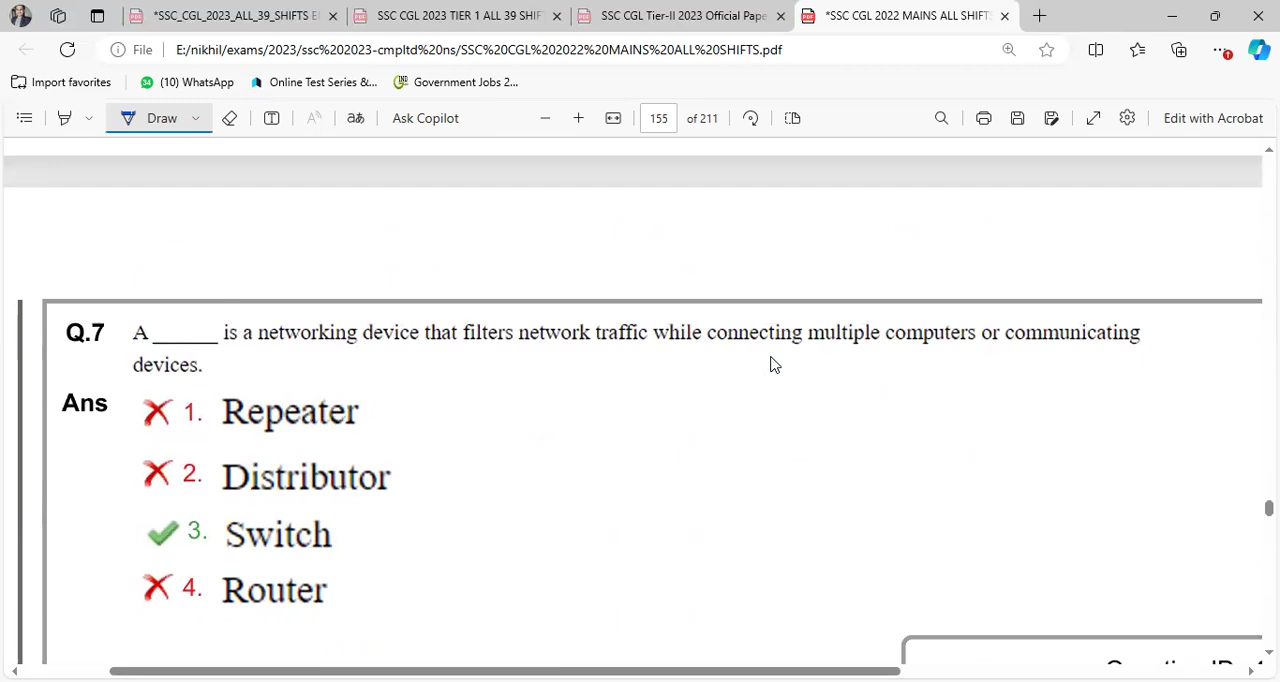 *SSC_CGL_2023_ALL_39_SHIFTS E
SSC CGL 2023 TIER 1 ALL 39 SHIF
SSC CGL Tier-II 2023 Official Pape
*SSC CGL 2022 MAINS ALL SHIFTS
File
E:/nikhil/exams/2023/ssc%202023-cmpltd%20ns/SSC%20CGL%202022%20MAINS%20ALL%20SHIFTS.pdf
Import favorites
34 (10) WhatsApp
Online Test Series &...
Government Jobs 2...
Draw
Ask Copilot
155 of 211
Edit with Acrobat
Q.7 A ______ is a networking device that filters network traffic while connecting multiple computers or communicating
devices.
Ans 1. Repeater
2. Distributor
3. Switch
4. Router